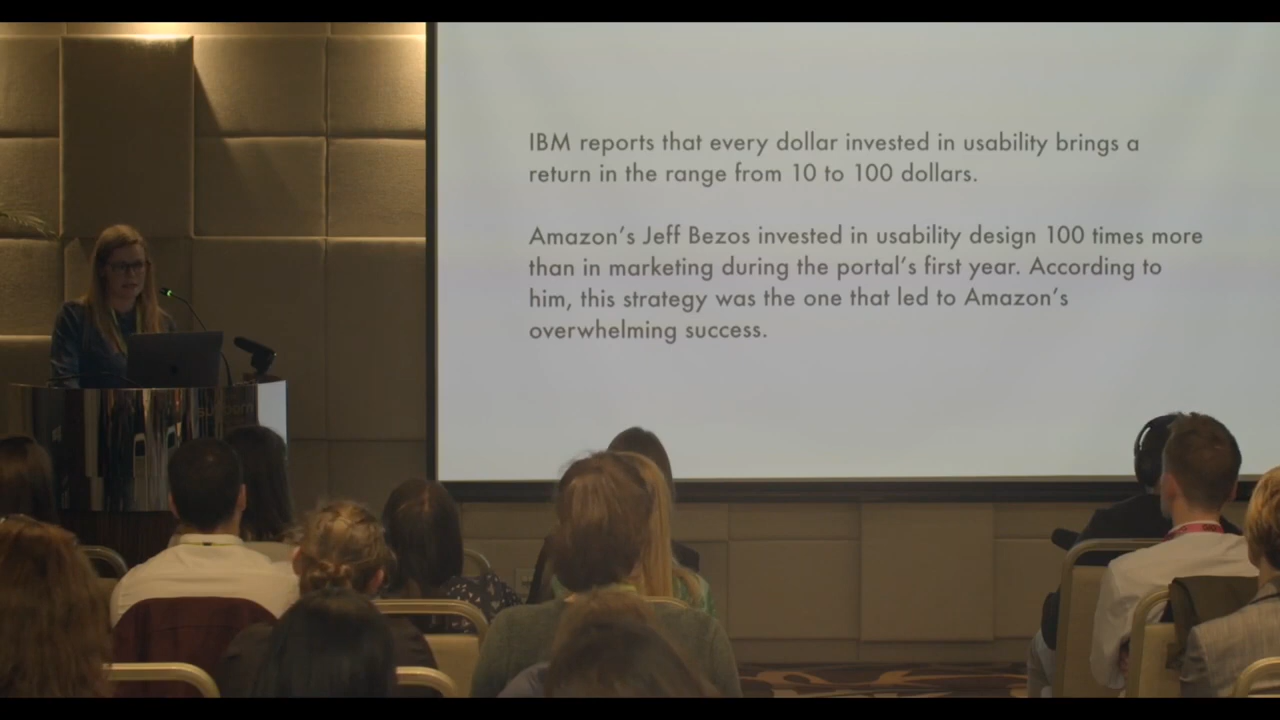 IBM reports that every dollar invested in usability brings a
return in the range from 10 to 100 dollars.
Amazon's Jeff Bezos invested in usability design 100 times more
than in marketing during the portal's first year. According to
him, this strategy was the one that led to Amazon's
overwhelming success.